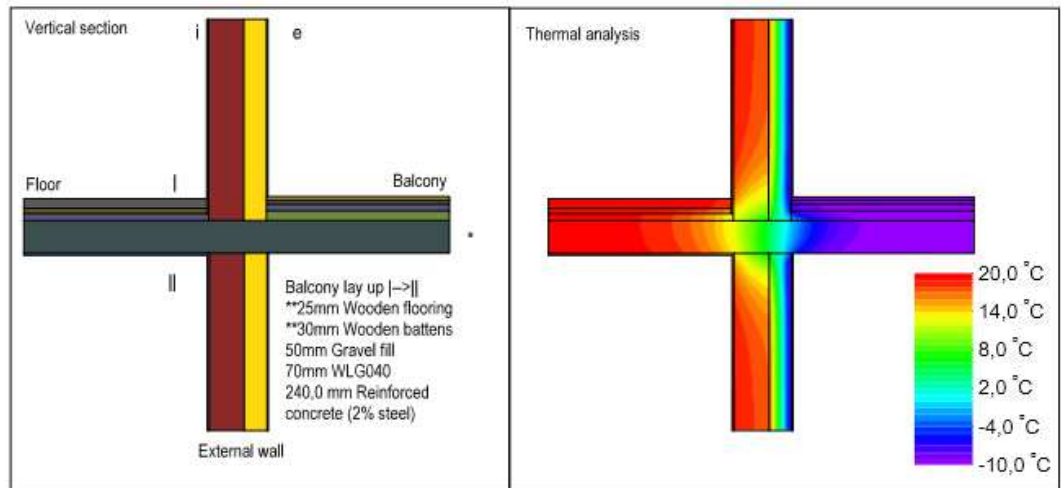 Vertical section
i
e
Floor
|
Balcony
*
||
Balcony lay up |–>||
**25mm Wooden flooring
**30mm Wooden battens
50mm Gravel fill
70mm WLG040
240,0 mm Reinforced
concrete (2% steel)
External wall
Thermal analysis
20,0 °C
14,0 °C
8,0 °C
2,0 °C
-4,0 °C
-10,0 °C